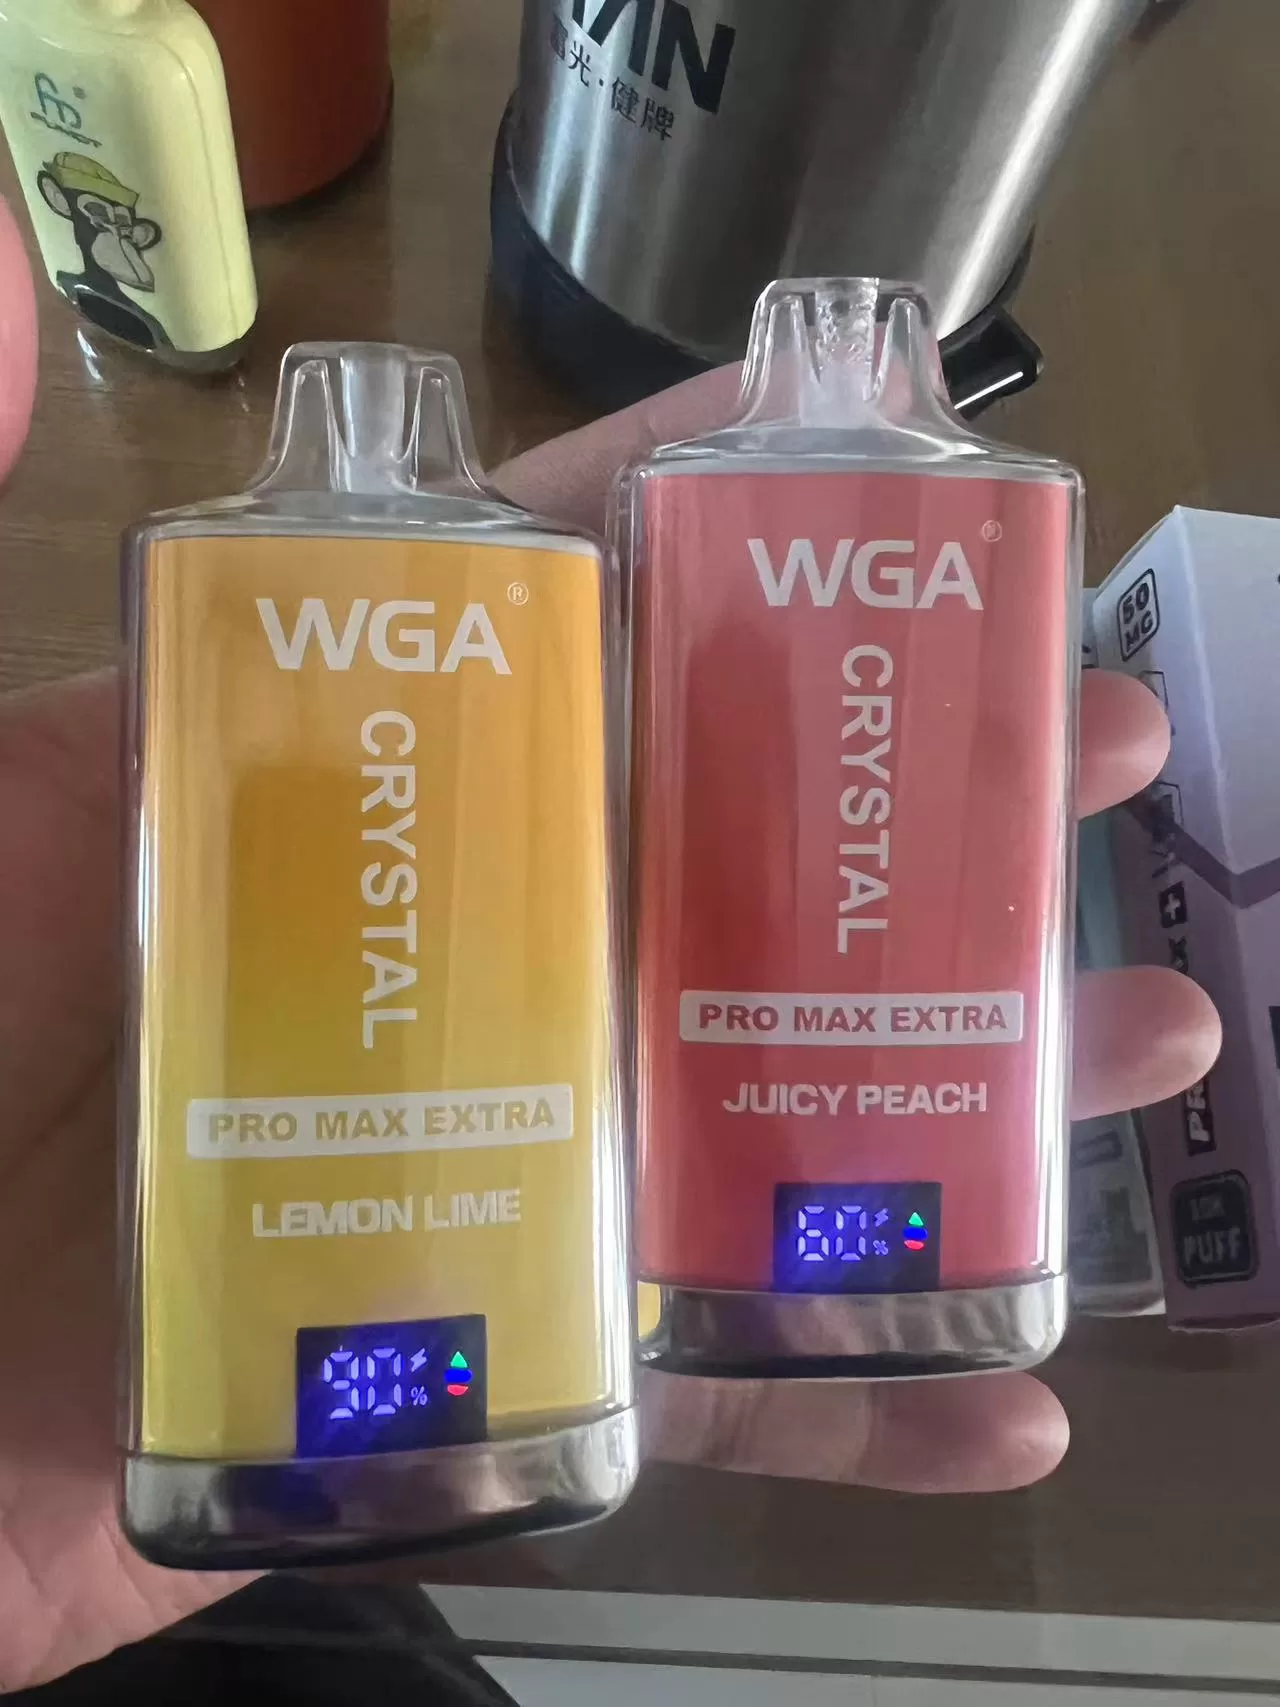 富光·健牌
WGA®
CRYSTAL
PRO MAX EXTRA
LEMON LIME
90%
WGA®
CRYSTAL
PRO MAX EXTRA
JUICY PEACH
60%
50
MG
PUFF